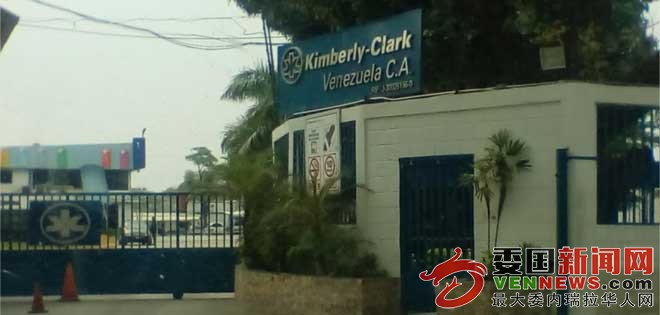 Kimberly-Clark
Venezuela C.A.
委国新闻网
VENNEWS.COM
最大委内瑞拉华人网